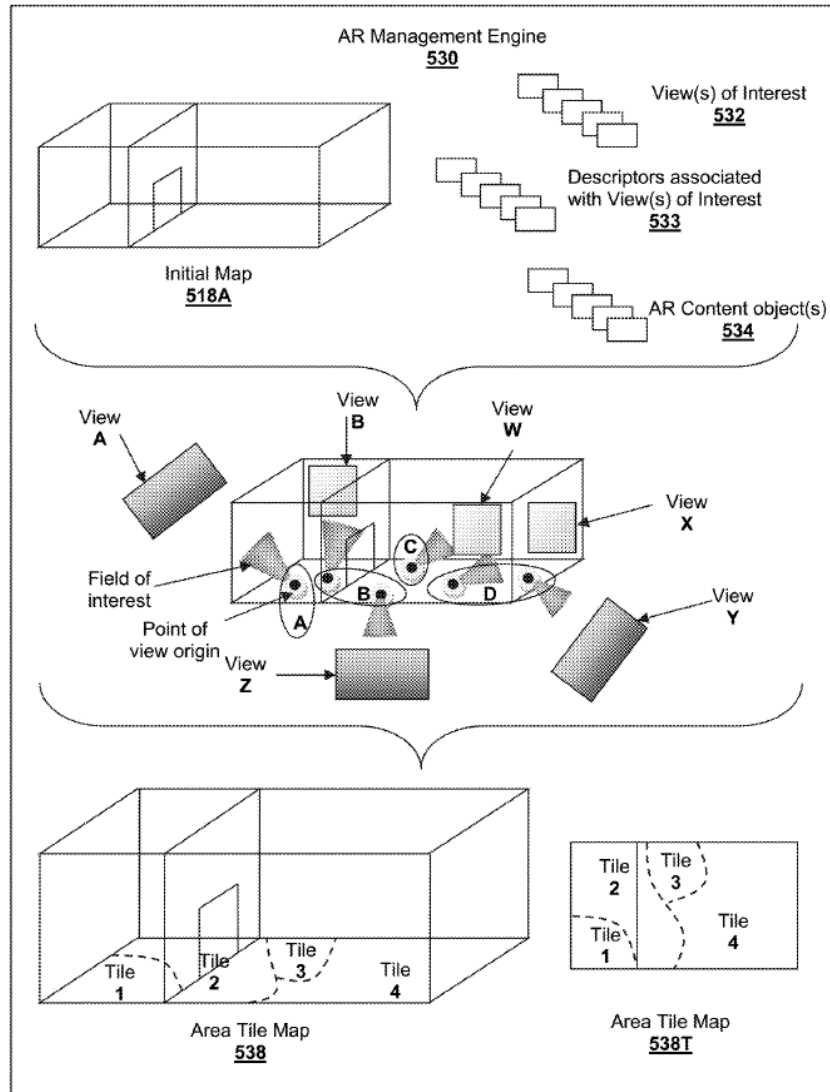 AR Management Engine
530
View(s) of Interest
532
Descriptors associated
with View(s) of Interest
533
Initial Map
518A
AR Content object(s)
534
View
A
View
B
View
W
View
X
C
Field of
interest
B
D
A
Point of
view origin
View
Y
View
Z
Tile
1
Tile
2
Tile
3
Tile
4
Area Tile Map
538
Tile
2
Tile
3
Tile
1
Tile
4
Area Tile Map
538T